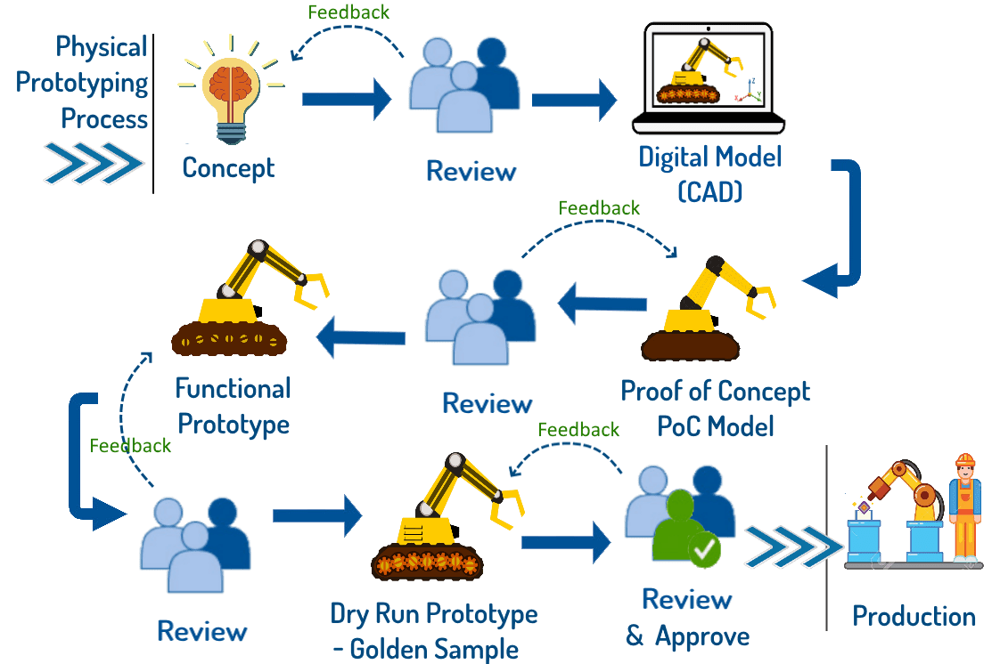 Physical
Prototyping
Process
Feedback
Concept
Review
Digital Model
(CAD)
Z
X
Y
Feedback
Functional
Prototype
Review
Proof of Concept
PoC Model
Feedback
Feedback
Review
Dry Run Prototype
- Golden Sample
Review
& Approve
Production